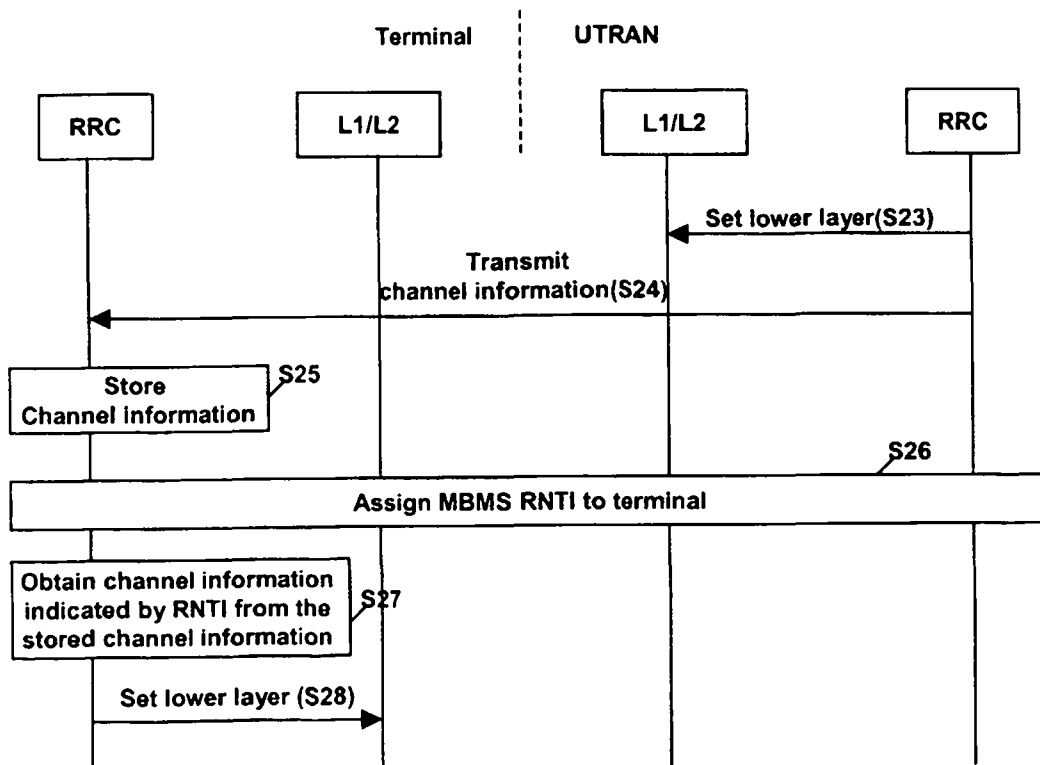 Terminal
UTRAN
RRC
L1/L2
L1/L2
RRC
Set lower layer(S23)
Transmit
channel information(S24)
Store
Channel information
S25
S26
Assign MBMS RNTI to terminal
Obtain channel information
indicated by RNTI from the
stored channel information
S27
Set lower layer (S28)